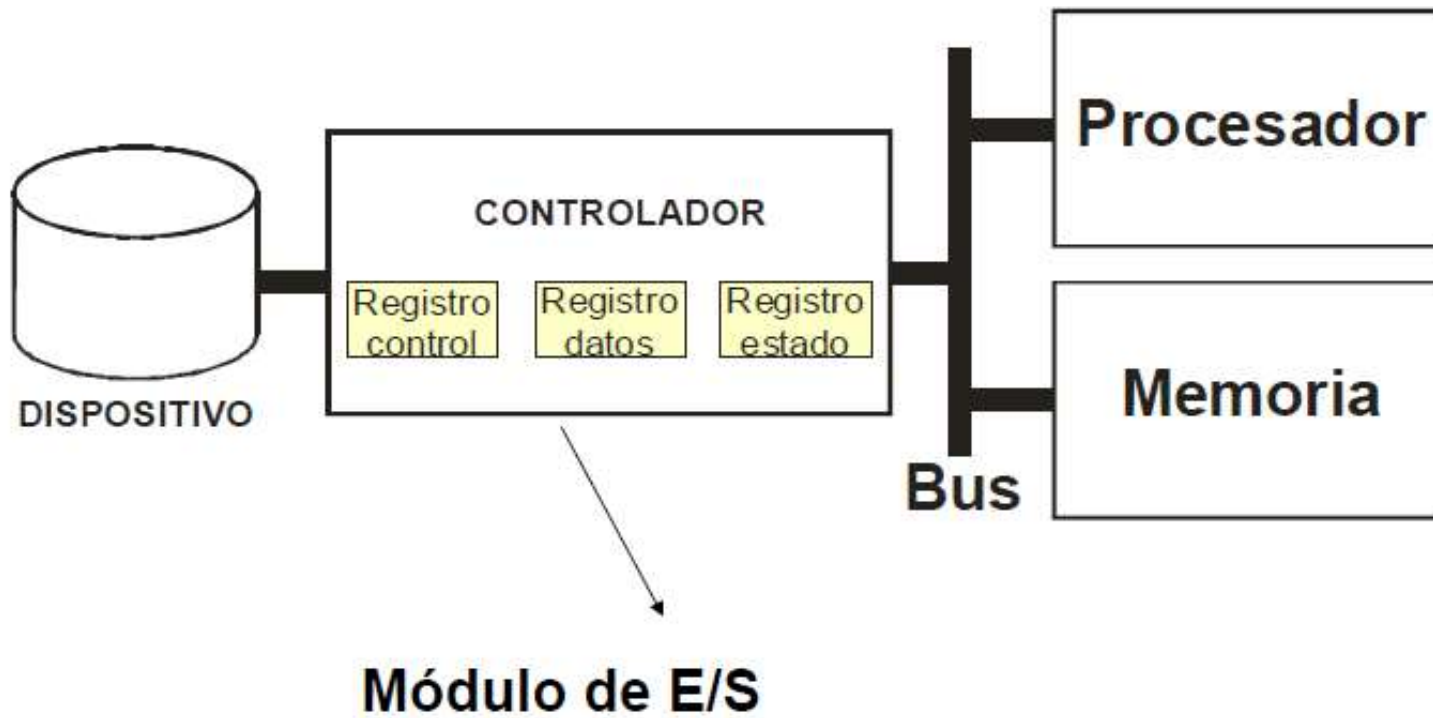 Procesador
CONTROLADOR
Registro
control
Registro
datos
Registro
estado
DISPOSITIVO
Memoria
Bus
Módulo de E/S